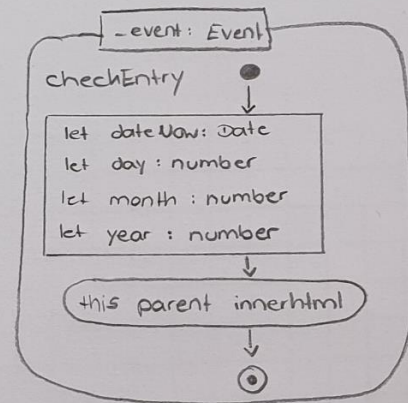 _event: Event
chechEntry
let dateNow: Date
let day : number
let month : number
let year : number
this parent innerhtml